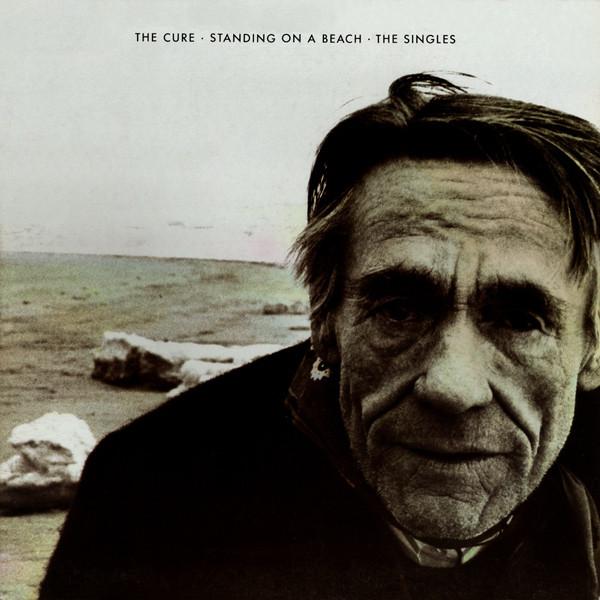 THE CURE · STANDING ON A BEACH · THE SINGLES